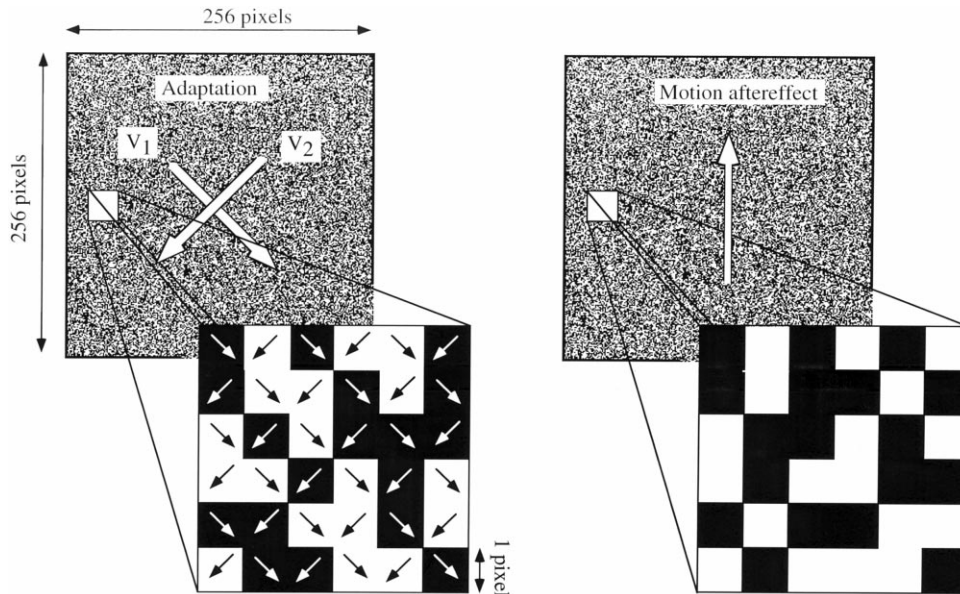 256 pixels
Adaptation
V1
V2
256 pixels
1 pixel
Motion aftereffect